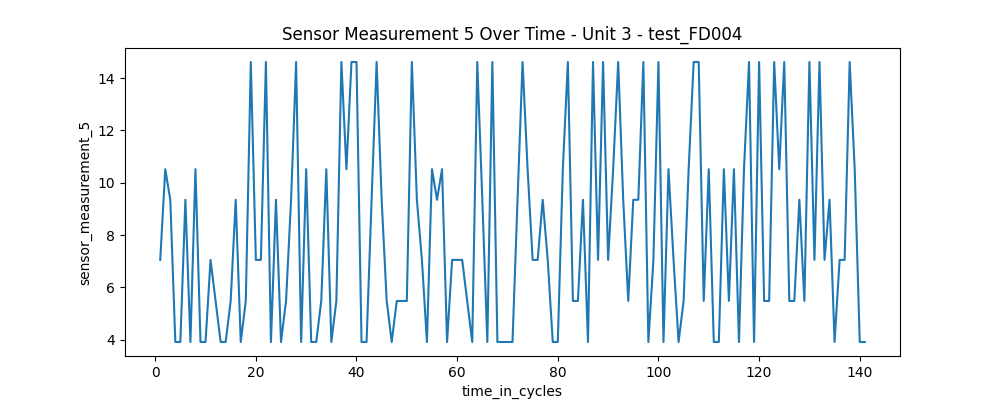 Sensor Measurement 5 Over Time - Unit 3 - test_FD004
sensor_measurement_5
14
12
10
8
6
4
0 20 40 60 80 100 120 140
time_in_cycles